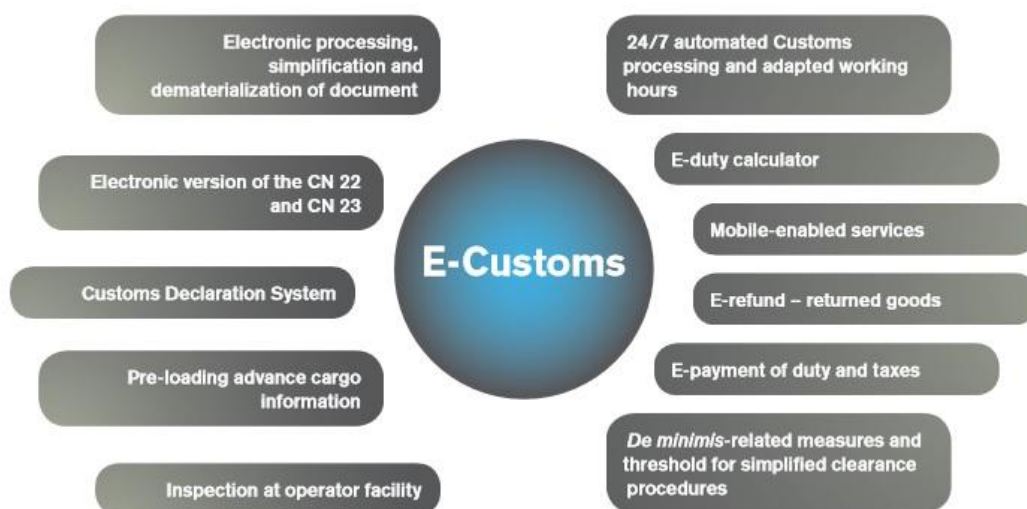 Electronic processing,
simplification and
dematerialization of document
Electronic version of the CN 22
and CN 23
Customs Declaration System
Pre-loading advance cargo
information
Inspection at operator facility
E-Customs
24/7 automated Customs
processing and adapted working
hours
E-duty calculator
Mobile-enabled services
E-refund – returned goods
E-payment of duty and taxes
De minimis-related measures and
threshold for simplified clearance
procedures